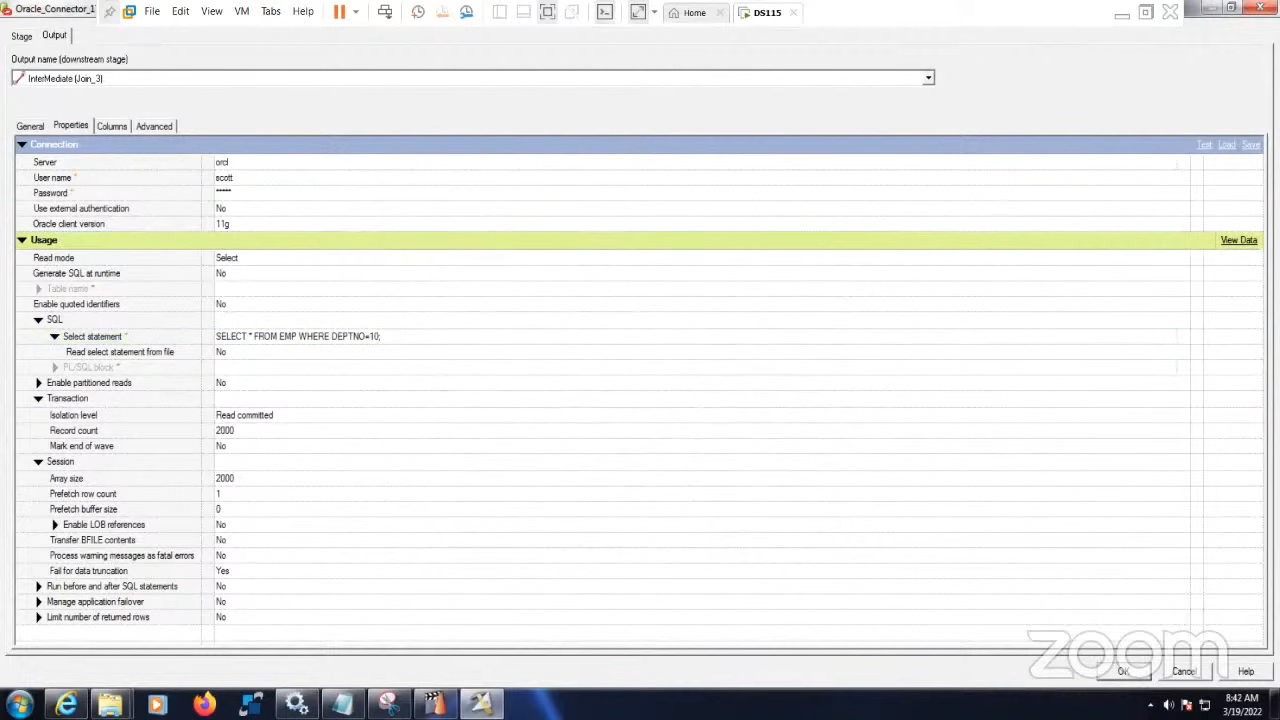 Oracle_Connector_1 File Edit View VM Tabs Help Home DS115
Stage Output
Output name (downstream stage)
InterMediate (Join_3)
General Properties Columns Advanced
Connection Test Load Save
Server orcl
User name * scott
Password * *****
Use external authentication No
Oracle client version 11g
Usage View Data
Read mode Select
Generate SQL at runtime No
Table name *
Enable quoted identifiers No
SQL
Select statement * SELECT * FROM EMP WHERE DEPTNO=10;
Read select statement from file No
PL/SQL block *
Enable partitioned reads No
Transaction
Isolation level Read committed
Record count 2000
Mark end of wave No
Session
Array size 2000
Prefetch row count 1
Prefetch buffer size 0
Enable LOB references No
Transfer BFILE contents No
Process warning messages as fatal errors No
Fail for data truncation Yes
Run before and after SQL statements No
Manage application failover No
Limit number of returned rows No
zoom
OK Cancel Help
8:42 AM
3/19/2022